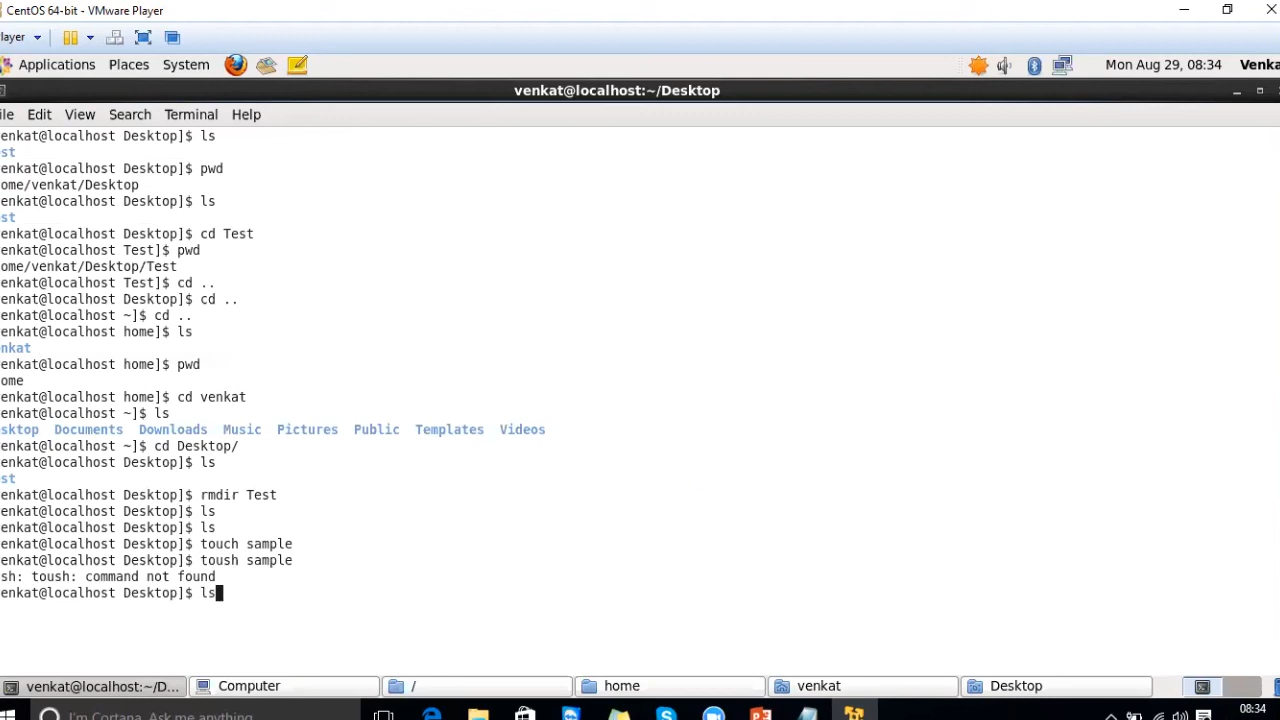 CentOS 64-bit - VMware Player
layer
Applications Places System Mon Aug 29, 08:34 Venka
venkat@localhost:~/Desktop
ile Edit View Search Terminal Help
enkat@localhost Desktop]$ ls
st
enkat@localhost Desktop]$ pwd
ome/venkat/Desktop
enkat@localhost Desktop]$ ls
st
enkat@localhost Desktop]$ cd Test
enkat@localhost Test]$ pwd
ome/venkat/Desktop/Test
enkat@localhost Test]$ cd ..
enkat@localhost Desktop]$ cd ..
enkat@localhost ~]$ cd ..
enkat@localhost home]$ ls
nkat
enkat@localhost home]$ pwd
ome
enkat@localhost home]$ cd venkat
enkat@localhost ~]$ ls
sktop Documents Downloads Music Pictures Public Templates Videos
enkat@localhost ~]$ cd Desktop/
enkat@localhost Desktop]$ ls
st
enkat@localhost Desktop]$ rmdir Test
enkat@localhost Desktop]$ ls
enkat@localhost Desktop]$ ls
enkat@localhost Desktop]$ touch sample
enkat@localhost Desktop]$ toush sample
sh: toush: command not found
enkat@localhost Desktop]$ ls
venkat@localhost:~/D... Computer / home venkat Desktop
I'm Cortana. Ask me anything. 08:34